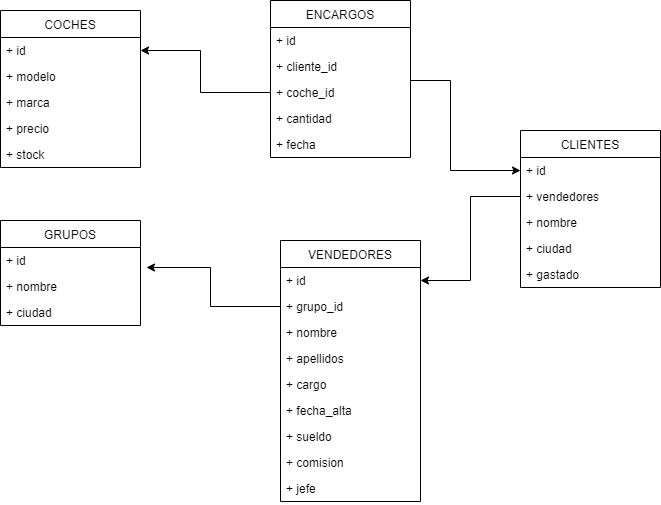 COCHES
+ id
+ modelo
+ marca
+ precio
+ stock
ENCARGOS
+ id
+ cliente_id
+ coche_id
+ cantidad
+ fecha
CLIENTES
+ id
+ vendedores
+ nombre
+ ciudad
+ gastado
GRUPOS
+ id
+ nombre
+ ciudad
VENDEDORES
+ id
+ grupo_id
+ nombre
+ apellidos
+ cargo
+ fecha_alta
+ sueldo
+ comision
+ jefe